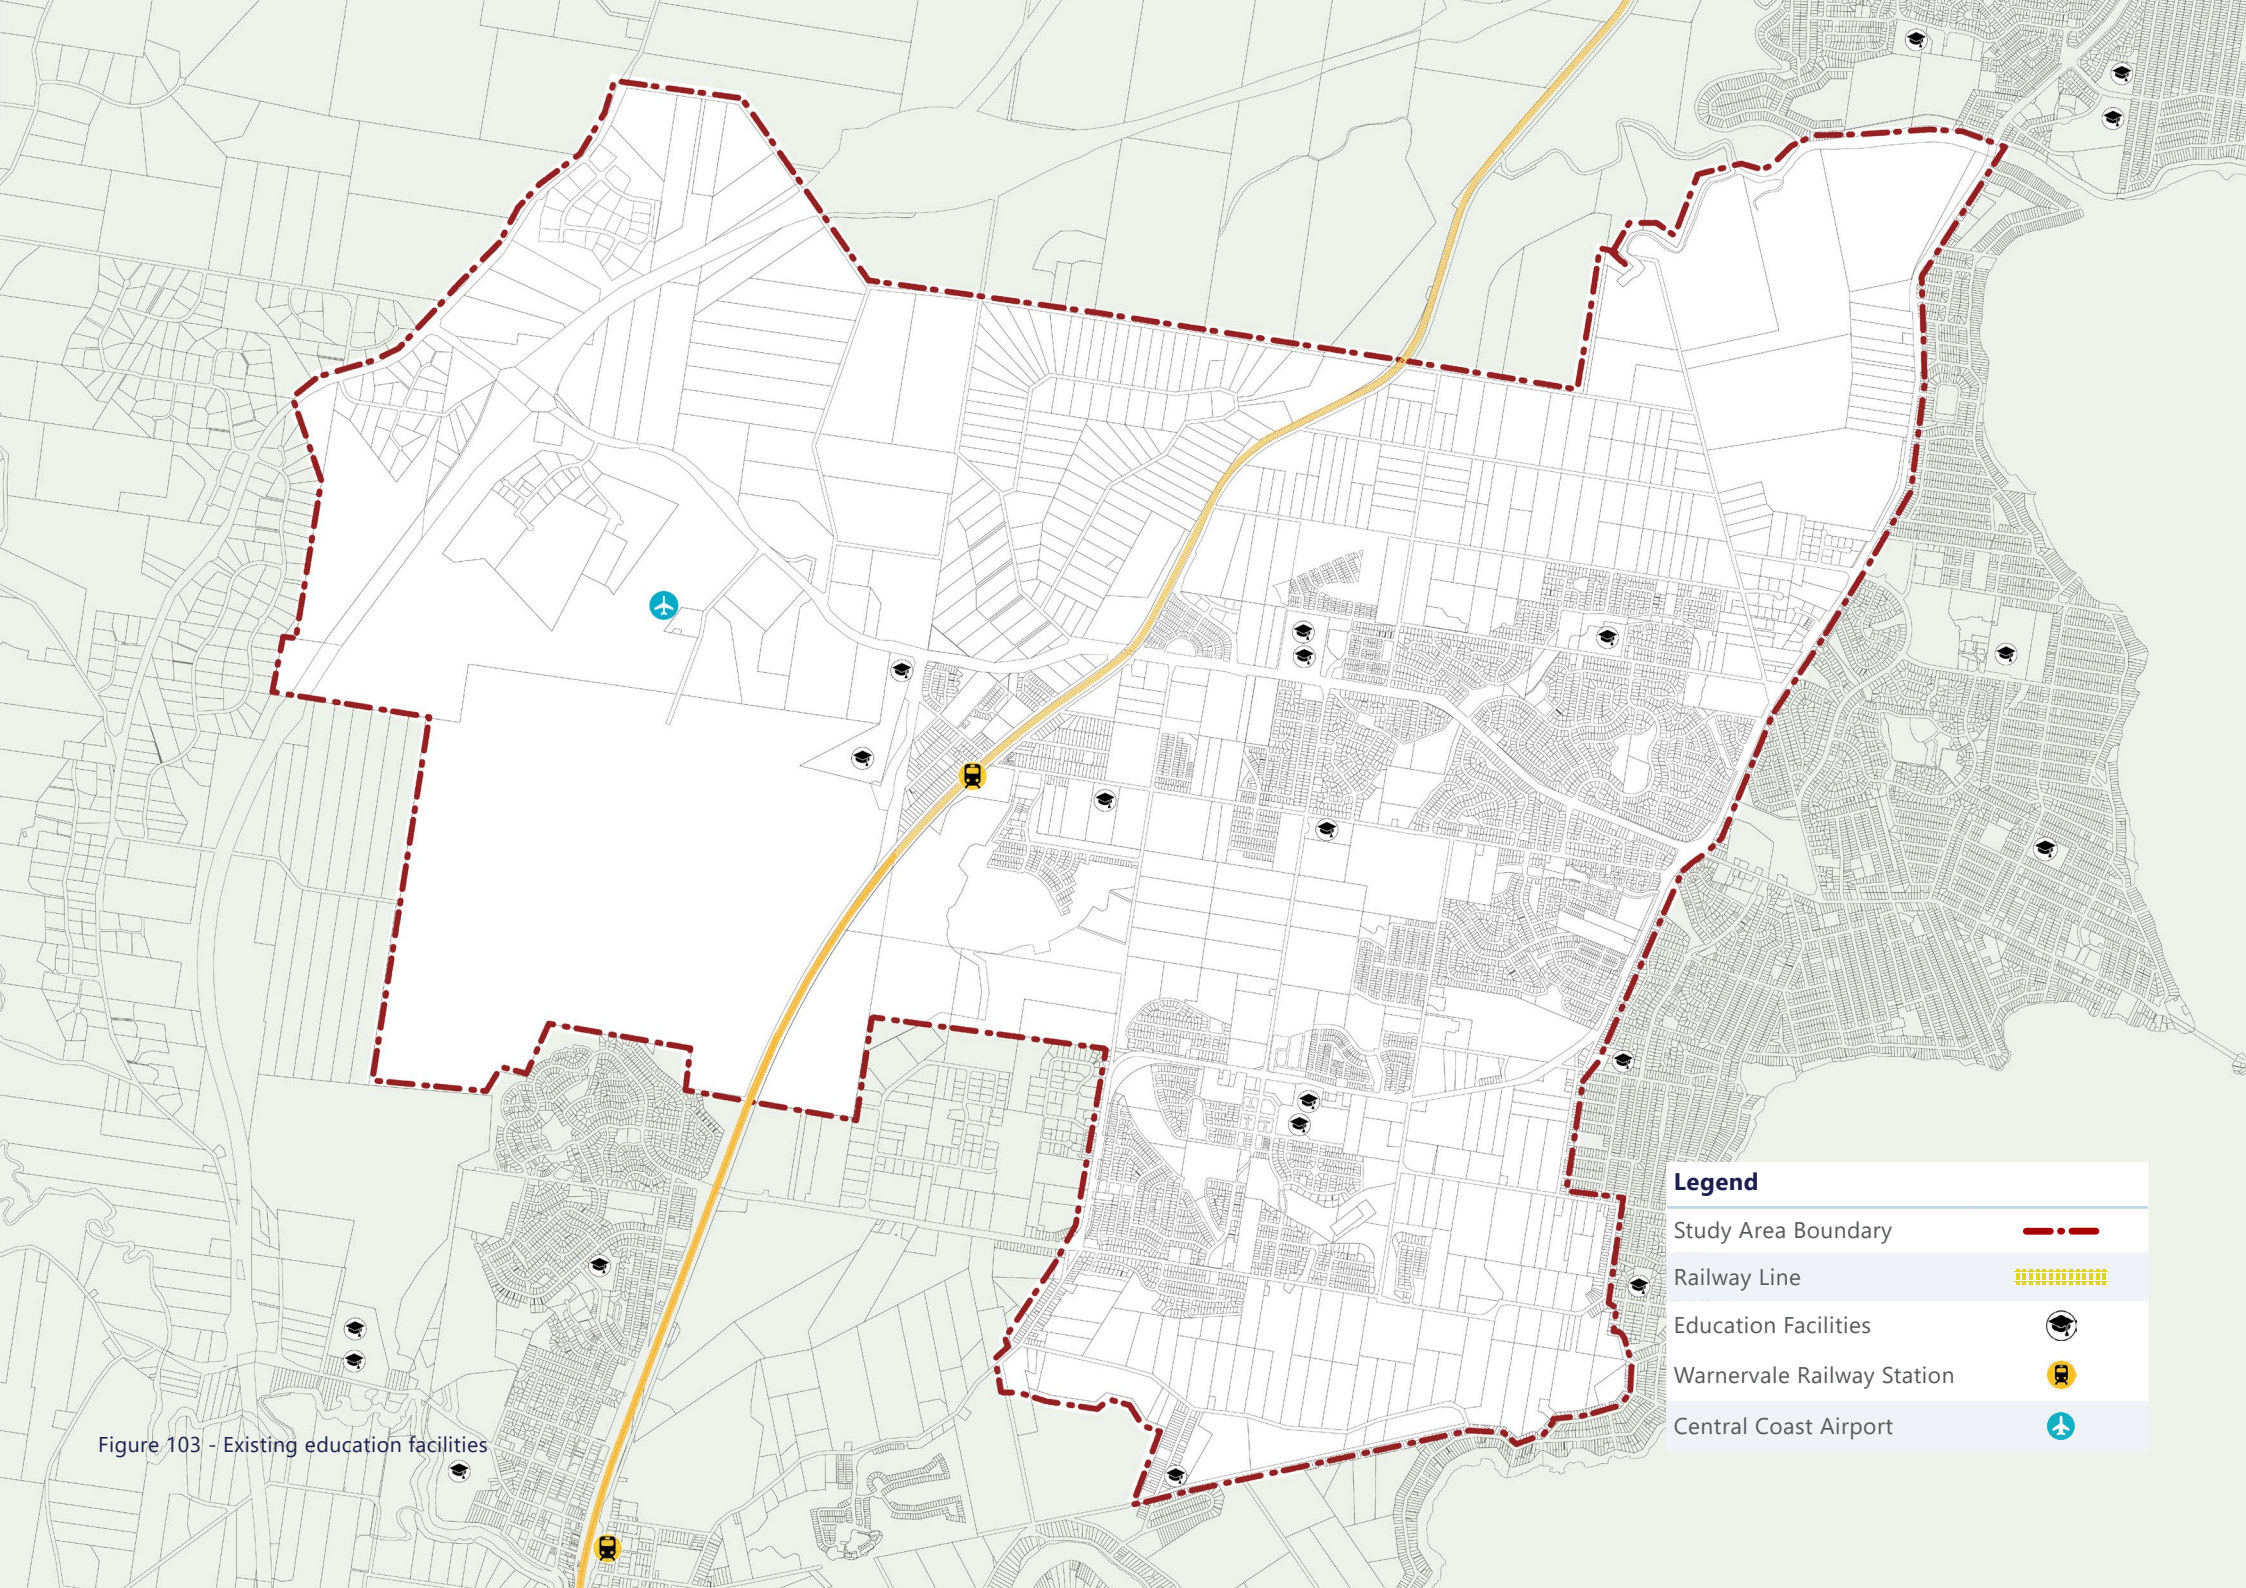 Legend
Study Area Boundary
Railway Line
Education Facilities
Warnervale Railway Station
Central Coast Airport
Figure 103 - Existing education facilities